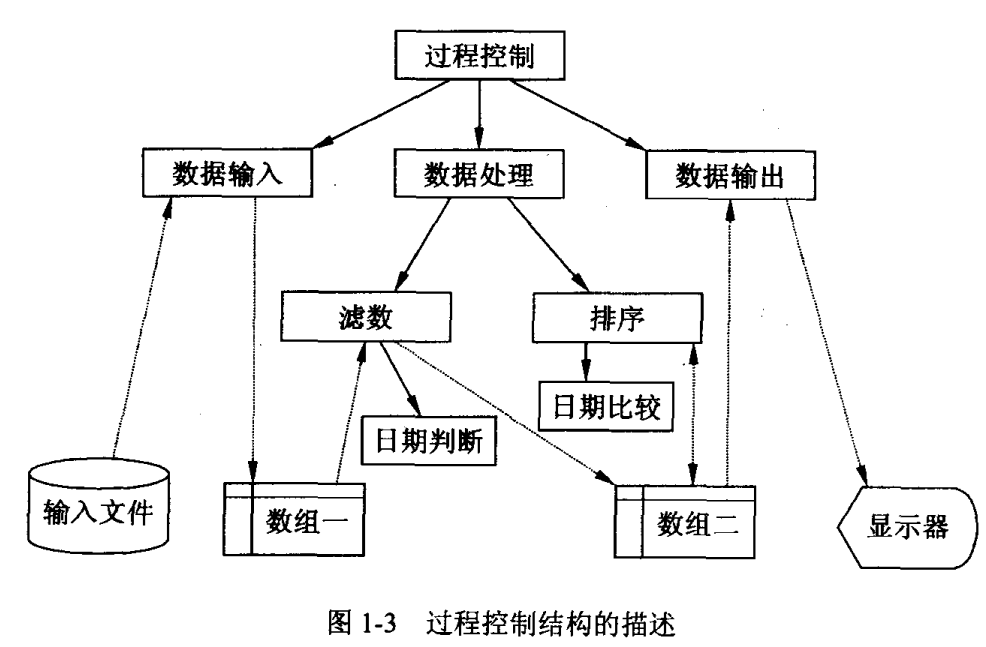 过程控制
数据输入
数据处理
数据输出
滤数
排序
日期比较
日期判断
输入文件
数组一
数组二
显示器
图 1-3 过程控制结构的描述